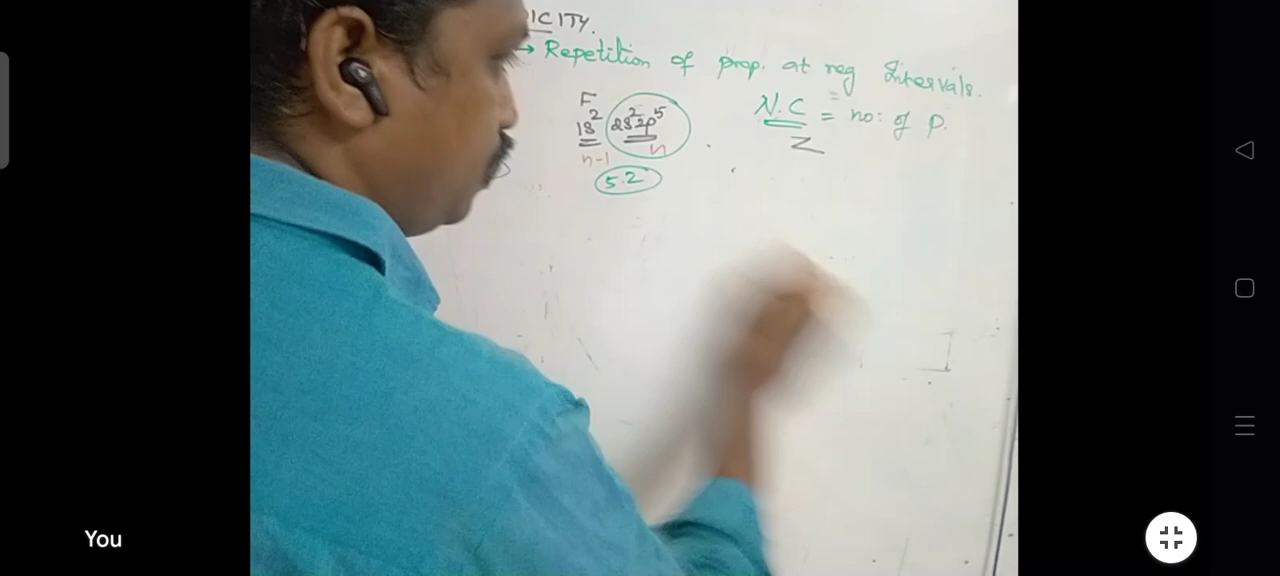 ICITY.
→ Repetition of prop. at reg Intervals.
F
1s² 2s² 2p⁵
n-1 n
5.2
N.C = no: of p.
Z
You